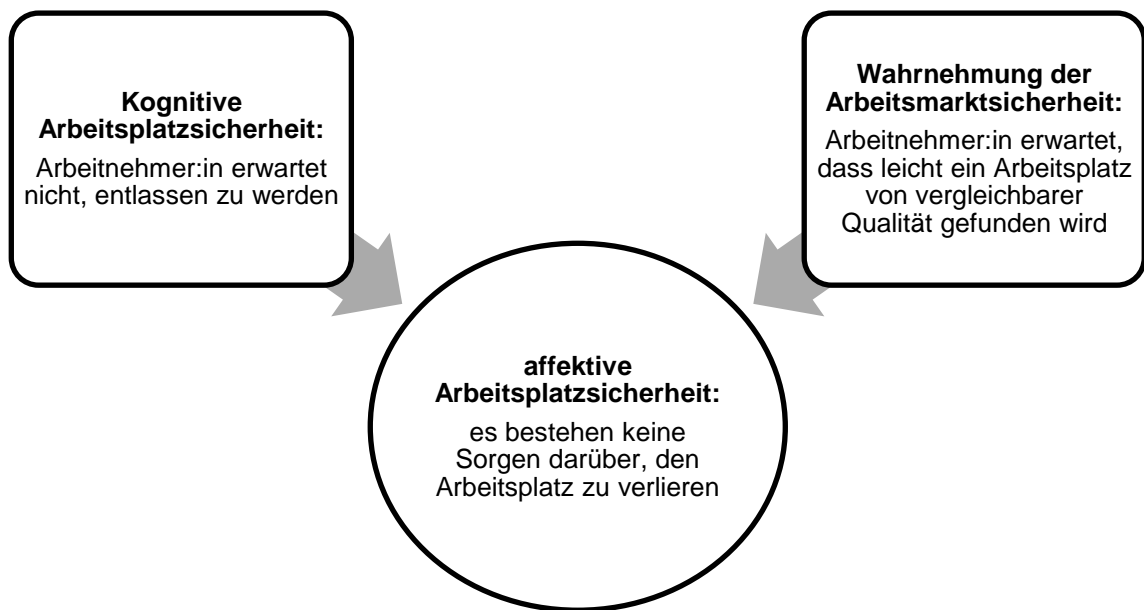 Kognitive
Arbeitsplatzsicherheit:
Arbeitnehmer:in erwartet
nicht, entlassen zu werden
Wahrnehmung der
Arbeitsmarktsicherheit:
Arbeitnehmer:in erwartet,
dass leicht ein Arbeitsplatz
von vergleichbarer
Qualität gefunden wird
affektive
Arbeitsplatzsicherheit:
es bestehen keine
Sorgen darüber, den
Arbeitsplatz zu verlieren